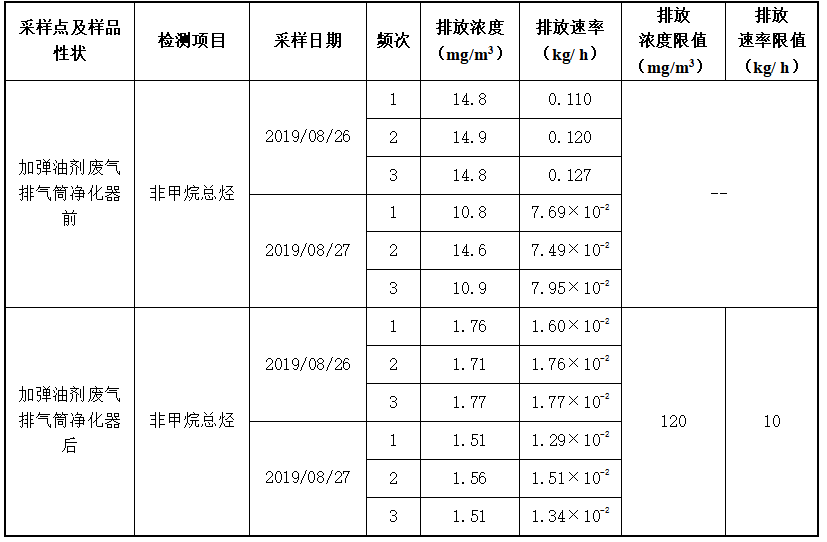 采样点及样品性状 检测项目 采样日期 频次 排放浓度（mg/m³） 排放速率（kg/ h） 排放浓度限值（mg/m³） 排放速率限值（kg/ h）
加弹油剂废气排气筒净化器前 非甲烷总烃 2019/08/26 1 14.8 0.110 --
2 14.9 0.120
3 14.8 0.127
2019/08/27 1 10.8 7.69×10⁻²
2 14.6 7.49×10⁻²
3 10.9 7.95×10⁻²
加弹油剂废气排气筒净化器后 非甲烷总烃 2019/08/26 1 1.76 1.60×10⁻² 120 10
2 1.71 1.76×10⁻²
3 1.77 1.77×10⁻²
2019/08/27 1 1.51 1.29×10⁻²
2 1.56 1.51×10⁻²
3 1.51 1.34×10⁻²